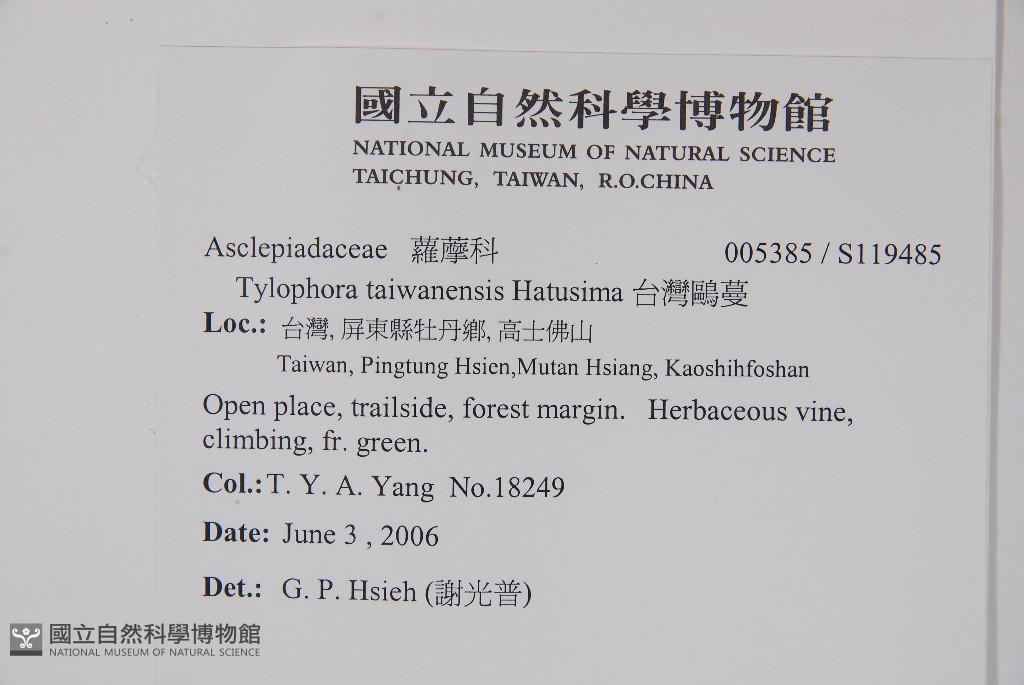 國立自然科學博物館
NATIONAL MUSEUM OF NATURAL SCIENCE
TAICHUNG, TAIWAN, R.O.CHINA
Asclepiadaceae 蘿藦科 005385 / S119485
Tylophora taiwanensis Hatusima 台灣鷗蔓
Loc.: 台灣, 屏東縣牡丹鄉, 高士佛山
Taiwan, Pingtung Hsien,Mutan Hsiang, Kaoshihfoshan
Open place, trailside, forest margin. Herbaceous vine,
climbing, fr. green.
Col.: T. Y. A. Yang No.18249
Date: June 3 , 2006
Det.: G. P. Hsieh (謝光普)
國立自然科學博物館
NATIONAL MUSEUM OF NATURAL SCIENCE